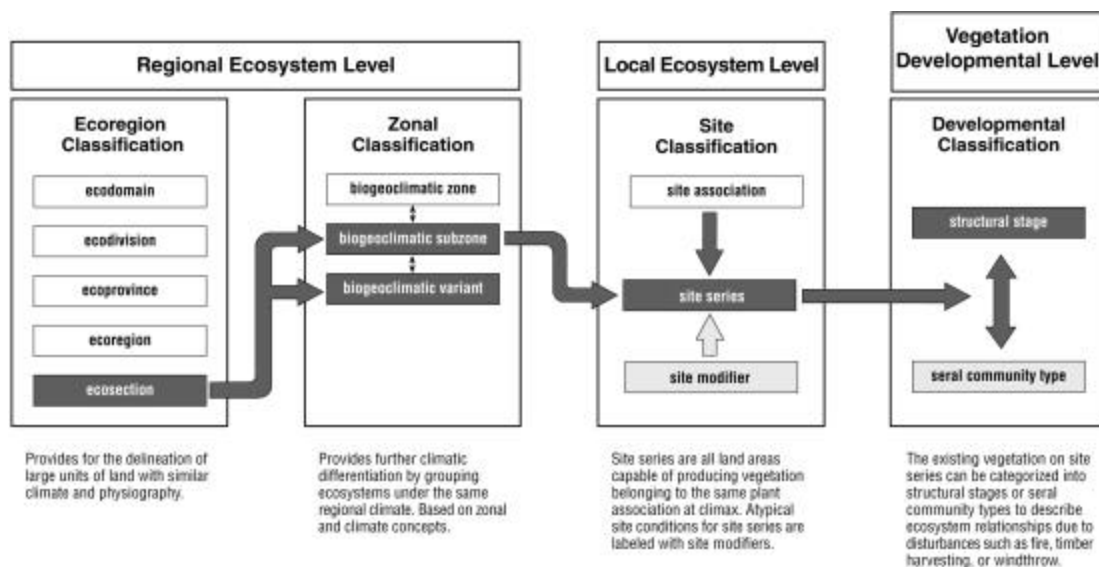 Regional Ecosystem Level
Local Ecosystem Level
Vegetation
Developmental Level
Ecoregion
Classification
ecodomain
ecodivision
ecoprovince
ecoregion
ecosection
Zonal
Classification
biogeoclimatic zone
biogeoclimatic subzone
biogeoclimatic variant
Site
Classification
site association
site series
site modifier
Developmental
Classification
structural stage
seral community type
Provides for the delineation of
large units of land with similar
climate and physiography.
Provides further climatic
differentiation by grouping
ecosystems under the same
regional climate. Based on zonal
and climate concepts.
Site series are all land areas
capable of producing vegetation
belonging to the same plant
association at climax. Atypical
site conditions for site series are
labeled with site modifiers.
The existing vegetation on site
series can be categorized into
structural stages or seral
community types to describe
ecosystem relationships due to
disturbances such as fire, timber
harvesting, or windthrow.